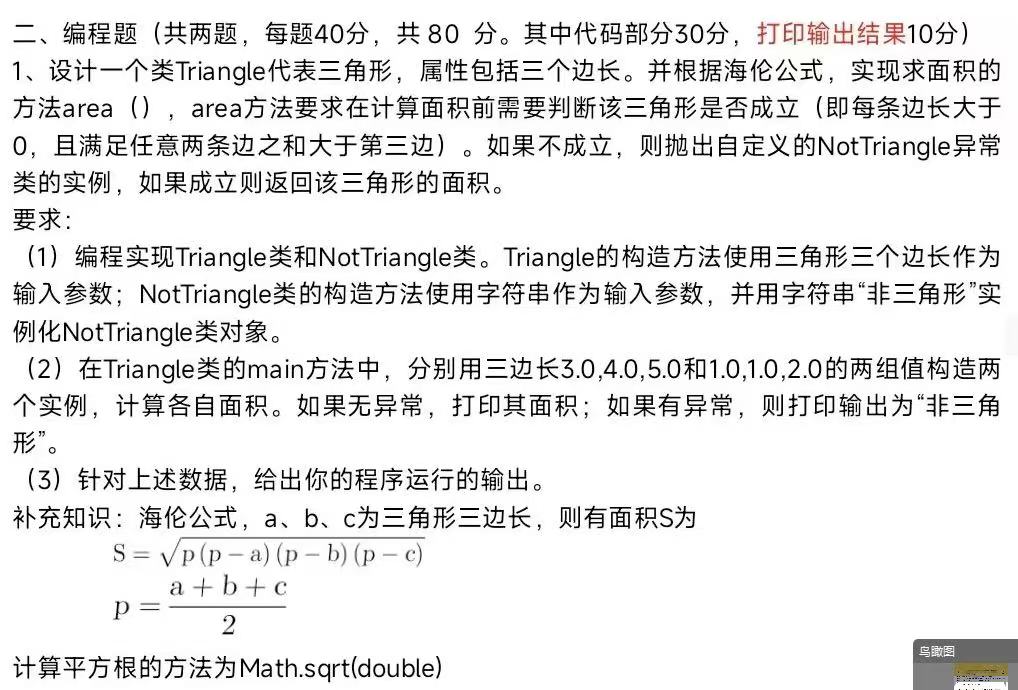 二、编程题（共两题，每题40分，共 80 分。其中代码部分30分，打印输出结果10分）
1、设计一个类Triangle代表三角形，属性包括三个边长。并根据海伦公式，实现求面积的
方法area（），area方法要求在计算面积前需要判断该三角形是否成立（即每条边长大于
0，且满足任意两条边之和大于第三边）。如果不成立，则抛出自定义的NotTriangle异常
类的实例，如果成立则返回该三角形的面积。
要求：
（1）编程实现Triangle类和NotTriangle类。Triangle的构造方法使用三角形三个边长作为
输入参数；NotTriangle类的构造方法使用字符串作为输入参数，并用字符串“非三角形”实
例化NotTriangle类对象。
（2）在Triangle类的main方法中，分别用三边长3.0,4.0,5.0和1.0,1.0,2.0的两组值构造两
个实例，计算各自面积。如果无异常，打印其面积；如果有异常，则打印输出为“非三角
形”。
（3）针对上述数据，给出你的程序运行的输出。
补充知识：海伦公式，a、b、c为三角形三边长，则有面积S为
S = √p (p − a) (p − b) (p − c)
p = a + b + c / 2
计算平方根的方法为Math.sqrt(double)
鸟瞰图